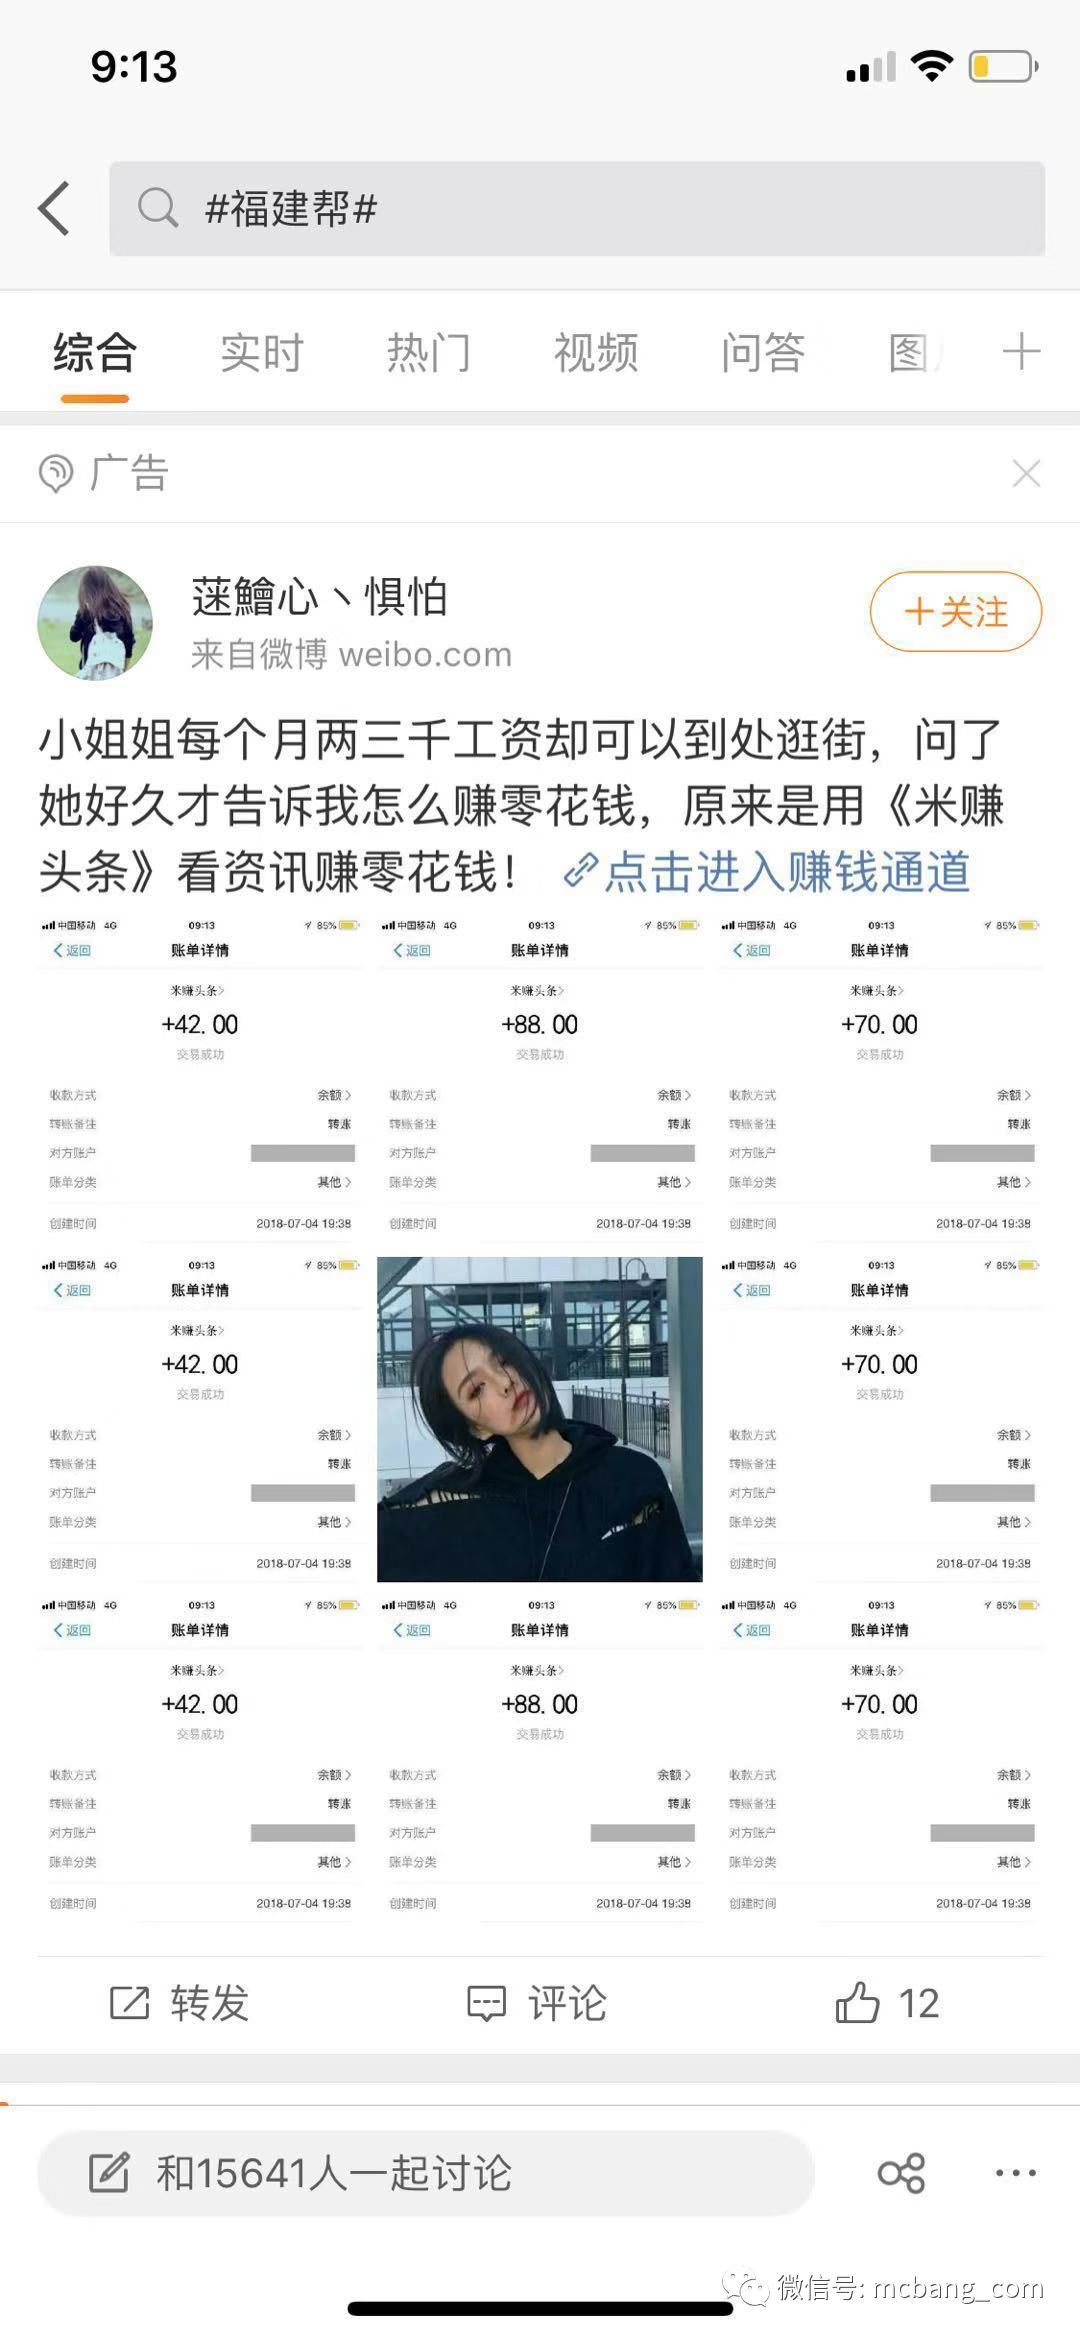 9:13
#福建帮#
综合 实时 热门 视频 问答 图
广告
蒾鱠心丶惧怕
来自微博 weibo.com
+关注
小姐姐每个月两三千工资却可以到处逛街，问了
她好久才告诉我怎么赚零花钱，原来是用《米赚
头条》看资讯赚零花钱！ 点击进入赚钱通道
中国移动 4G 09:13 85%
返回 账单详情
米赚头条>
+42.00
交易成功
收款方式 余额>
转账备注 转账
对方账户
账单分类 其他>
创建时间 2018-07-04 19:38
中国移动 4G 09:13 85%
返回 账单详情
米赚头条>
+88.00
交易成功
收款方式 余额>
转账备注 转账
对方账户
账单分类 其他>
创建时间 2018-07-04 19:38
中国移动 4G 09:13 85%
返回 账单详情
米赚头条>
+70.00
交易成功
收款方式 余额>
转账备注 转账
对方账户
账单分类 其他>
创建时间 2018-07-04 19:38
中国移动 4G 09:13 85%
返回 账单详情
米赚头条>
+42.00
交易成功
收款方式 余额>
转账备注 转账
对方账户
账单分类 其他>
创建时间 2018-07-04 19:38
中国移动 4G 09:13 85%
返回 账单详情
米赚头条>
+70.00
交易成功
收款方式 余额>
转账备注 转账
对方账户
账单分类 其他>
创建时间 2018-07-04 19:38
中国移动 4G 09:13 85%
返回 账单详情
米赚头条>
+42.00
交易成功
收款方式 余额>
转账备注 转账
对方账户
账单分类 其他>
创建时间 2018-07-04 19:38
中国移动 4G 09:13 85%
返回 账单详情
米赚头条>
+88.00
交易成功
收款方式 余额>
转账备注 转账
对方账户
账单分类 其他>
创建时间 2018-07-04 19:38
中国移动 4G 09:13 85%
返回 账单详情
米赚头条>
+70.00
交易成功
收款方式 余额>
转账备注 转账
对方账户
账单分类 其他>
创建时间 2018-07-04 19:38
转发 评论 12
和15641人一起讨论
微信号: mcbang_com